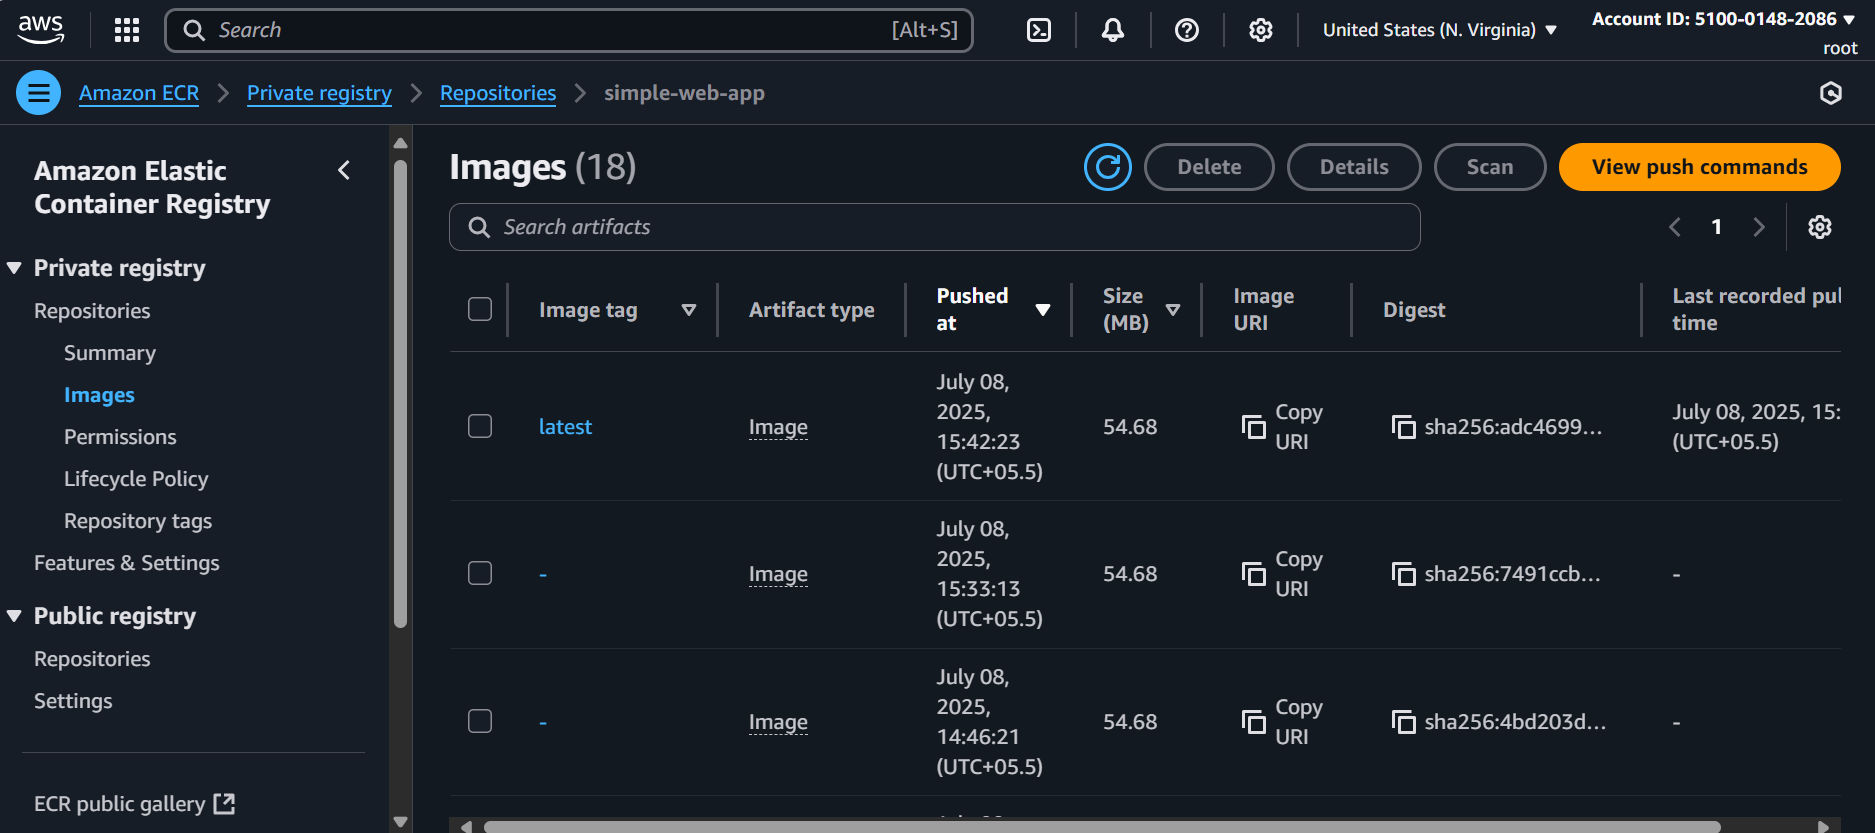 aws
Search [Alt+S]
United States (N. Virginia)
Account ID: 5100-0148-2086
root
Amazon ECR
Private registry
Repositories
simple-web-app
Amazon Elastic
Container Registry
Private registry
Repositories
Summary
Images
Permissions
Lifecycle Policy
Repository tags
Features & Settings
Public registry
Repositories
Settings
ECR public gallery
Images (18)
Delete
Details
Scan
View push commands
Search artifacts
1
Image tag
Artifact type
Pushed
at
Size
(MB)
Image
URI
Digest
Last recorded pul
time
latest
Image
July 08,
2025,
15:42:23
(UTC+05.5)
54.68
Copy
URI
sha256:adc4699...
July 08, 2025, 15:
(UTC+05.5)
-
Image
July 08,
2025,
15:33:13
(UTC+05.5)
54.68
Copy
URI
sha256:7491ccb...
-
-
Image
July 08,
2025,
14:46:21
(UTC+05.5)
54.68
Copy
URI
sha256:4bd203d...
-